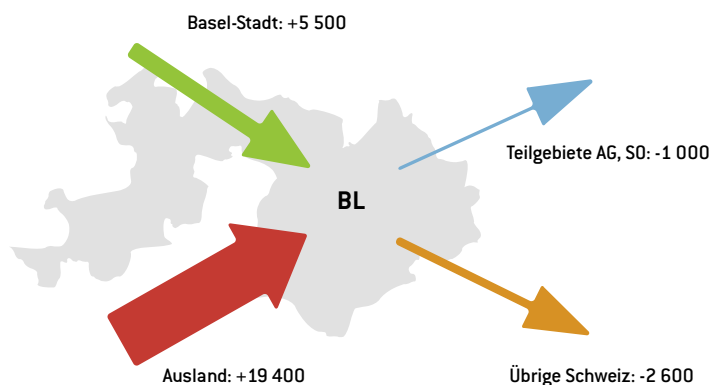 Basel-Stadt: +5 500
Teilgebiete AG, SO: -1 000
BL
Ausland: +19 400
Übrige Schweiz: -2 600